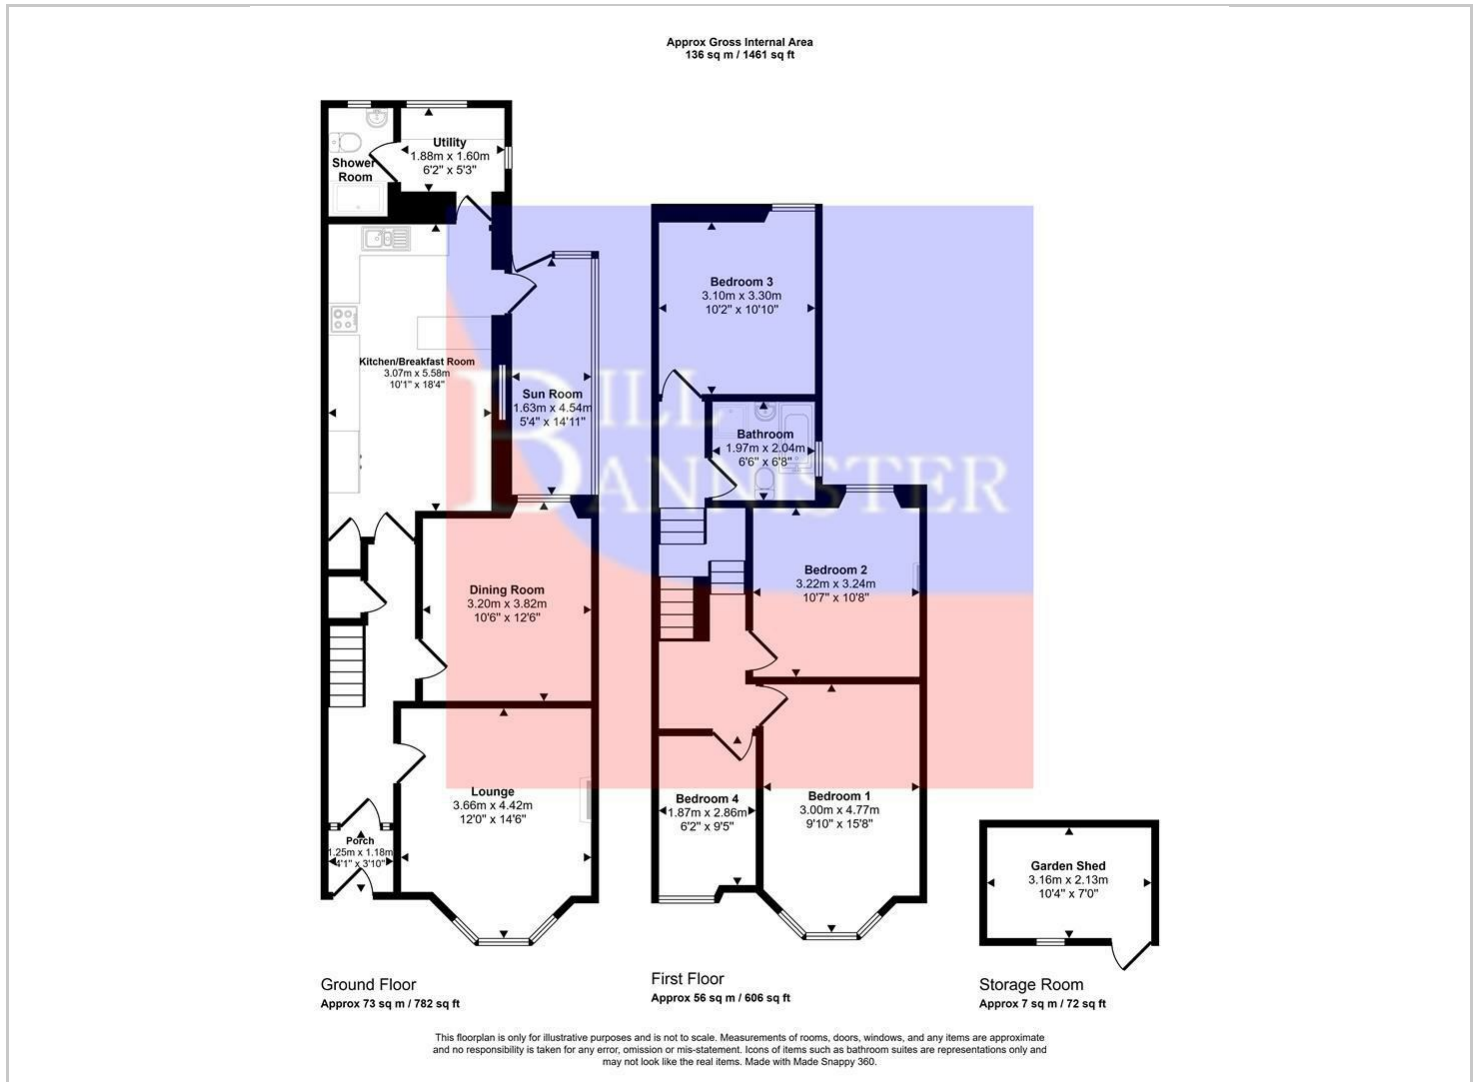 Approx Gross Internal Area
136 sq m / 1461 sq ft
Utility
1.88m x 1.60m
6'2" x 5'3"
Shower
Room
Kitchen/Breakfast Room
3.07m x 5.58m
10'1" x 18'4"
Sun Room
1.63m x 4.54m
5'4" x 14'11"
Dining Room
3.20m x 3.82m
10'6" x 12'6"
Lounge
3.66m x 4.42m
12'0" x 14'6"
Porch
1.25m x 1.18m
4'1" x 3'10"
Bedroom 3
3.10m x 3.30m
10'2" x 10'10"
Bathroom
1.97m x 2.04m
6'6" x 6'8"
Bedroom 2
3.22m x 3.24m
10'7" x 10'8"
Bedroom 4
1.87m x 2.86m
6'2" x 9'5"
Bedroom 1
3.00m x 4.77m
9'10" x 15'8"
Garden Shed
3.16m x 2.13m
10'4" x 7'0"
BILL
BANNISTER
Ground Floor
Approx 73 sq m / 782 sq ft
First Floor
Approx 56 sq m / 606 sq ft
Storage Room
Approx 7 sq m / 72 sq ft
This floorplan is only for illustrative purposes and is not to scale. Measurements of rooms, doors, windows, and any items are approximate
and no responsibility is taken for any error, omission or mis-statement. Icons of items such as bathroom suites are representations only and
may not look like the real items. Made with Made Snappy 360.